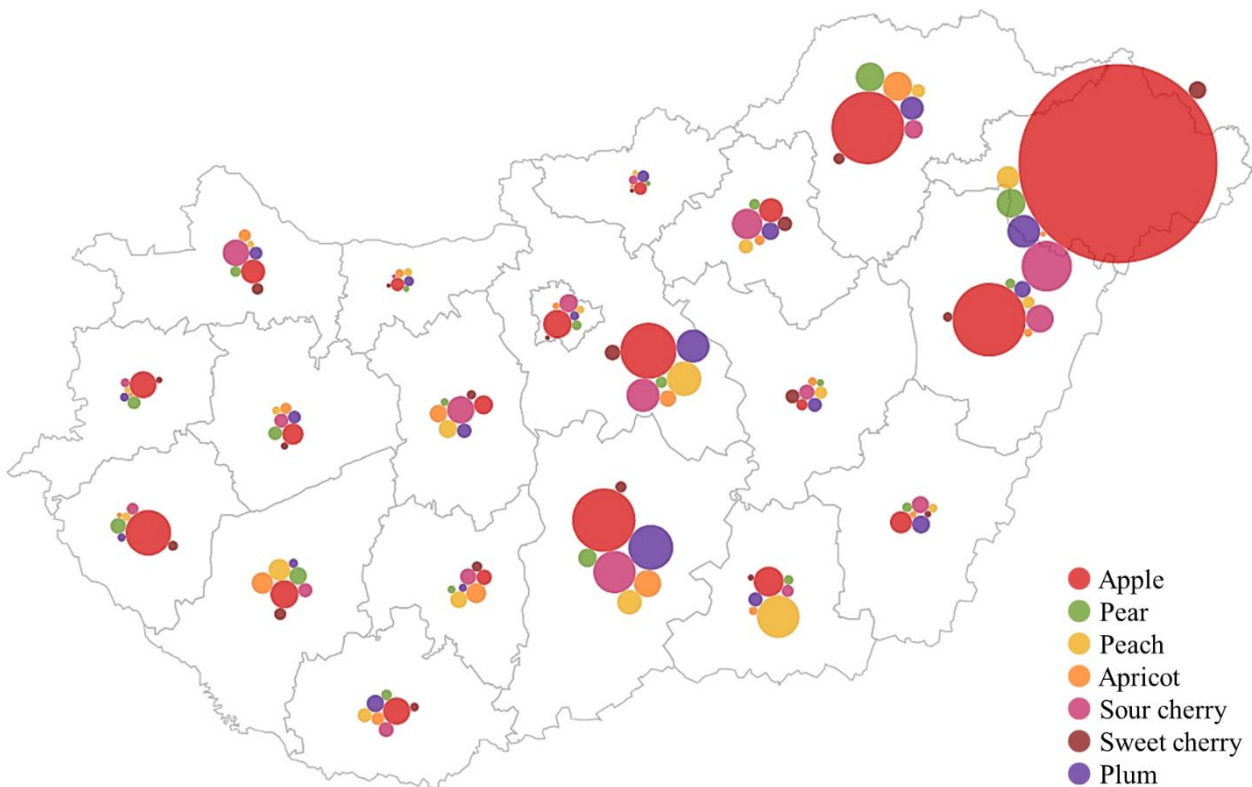 Apple
Pear
Peach
Apricot
Sour cherry
Sweet cherry
Plum